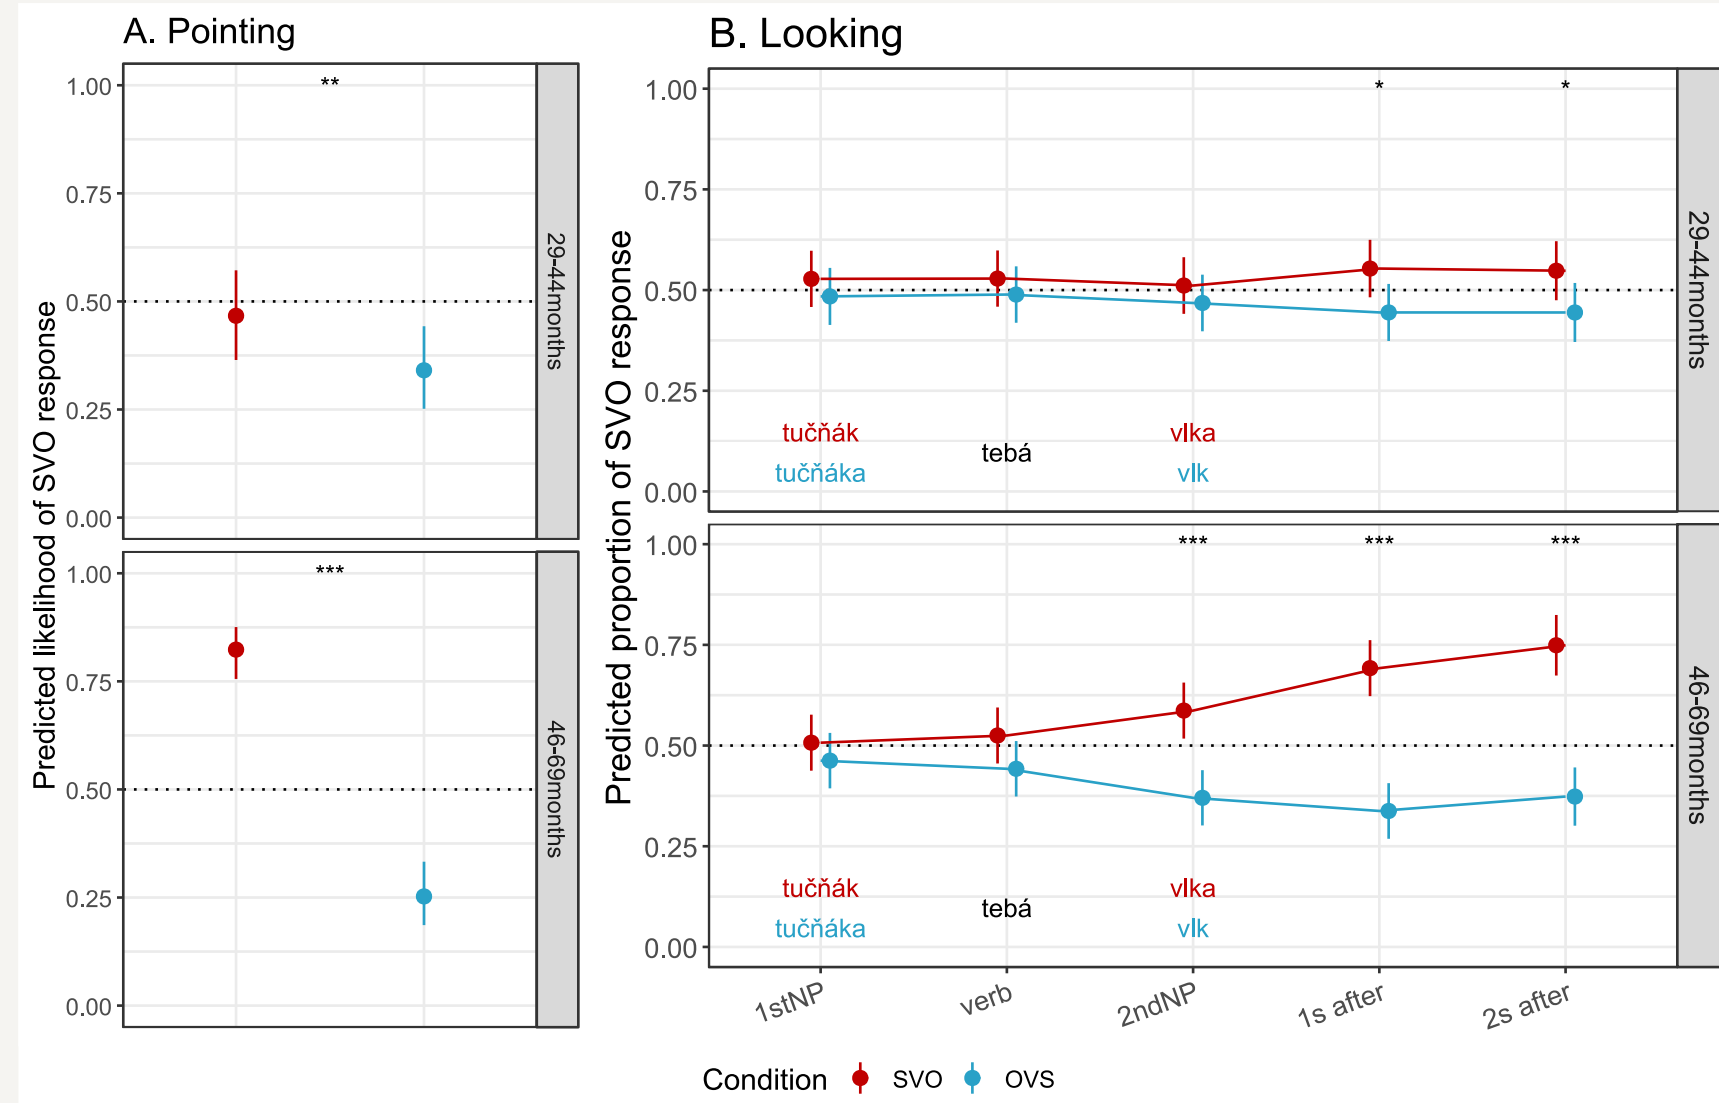 A. Pointing
Predicted likelihood of SVO response
1.00
0.75
0.50
0.25
0.00
**
29-44months
1.00
0.75
0.50
0.25
0.00
***
46-69months
B. Looking
Predicted proportion of SVO response
1.00
0.75
0.50
0.25
0.00
* *
tučňák vlka
tebá
tučňáka vlk
29-44months
1.00
0.75
0.50
0.25
0.00
*** *** ***
tučňák vlka
tebá
tučňáka vlk
46-69months
1stNP verb 2ndNP 1s after 2s after
Condition SVO OVS